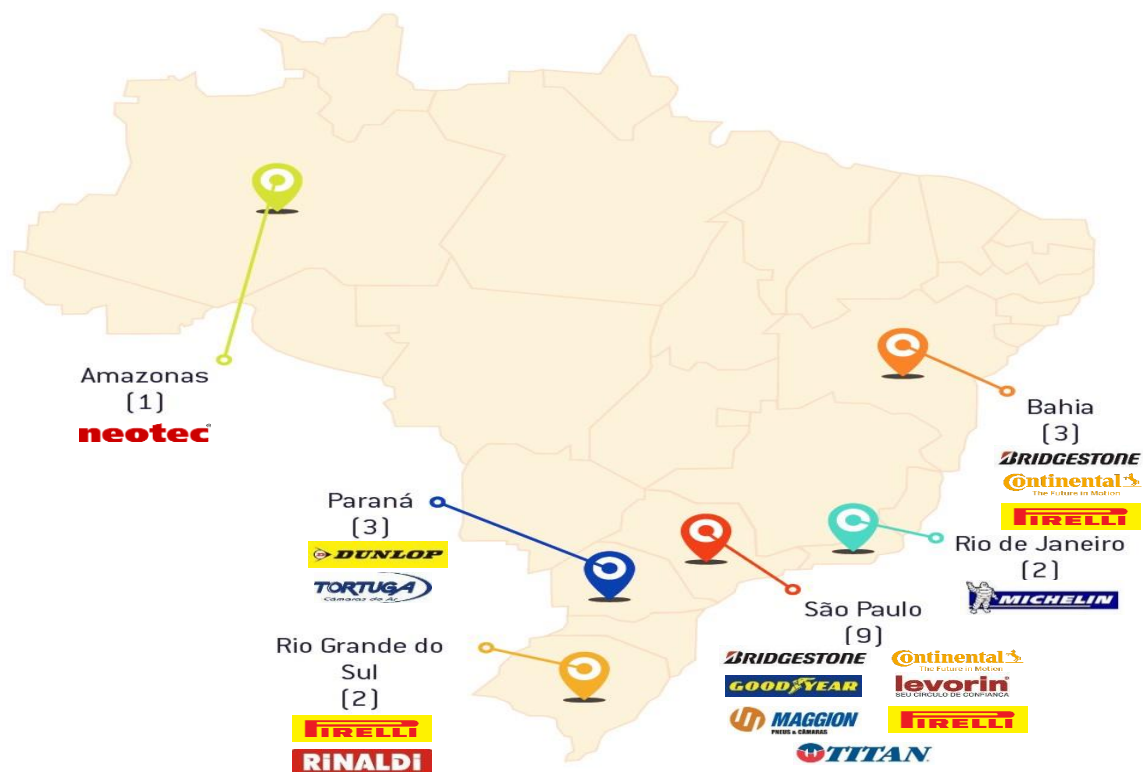 Amazonas
(1)
neotec®
Bahia
(3)
BRIDGESTONE
Continental
The Future in Motion
PIRELLI
Paraná
(3)
DUNLOP
TORTUGA
Câmaras de Ar
Rio de Janeiro
(2)
MICHELIN
São Paulo
(9)
BRIDGESTONE
Continental
The Future in Motion
GOODYEAR
levorin®
SEU CÍRCULO DE CONFIANÇA
MAGGION
PNEUS & CÂMARAS
PIRELLI
TITAN
Rio Grande do
Sul
(2)
PIRELLI
RiNALDi